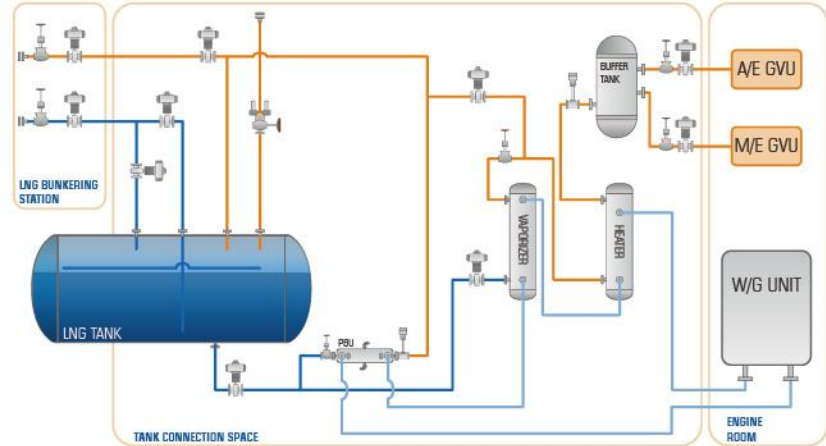 BUFFER
TANK
A/E GVU
M/E GVU
LNG BUNKERING
STATION
VAPORIZER
HEATER
W/G UNIT
LNG TANK
PBU
TANK CONNECTION SPACE
ENGINE
ROOM